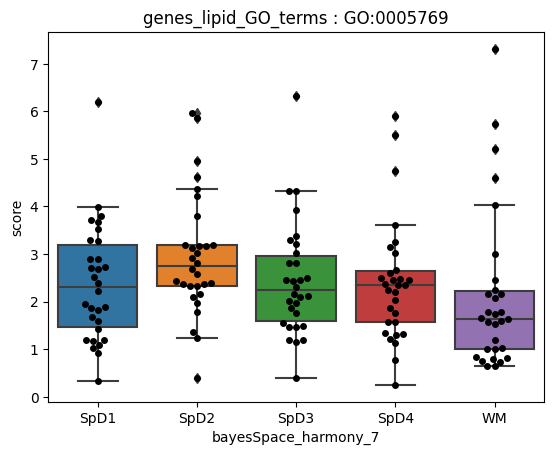 genes_lipid_GO_terms : GO:0005769
7
6
5
4
3
2
1
0
score
SpD1 SpD2 SpD3 SpD4 WM
bayesSpace_harmony_7